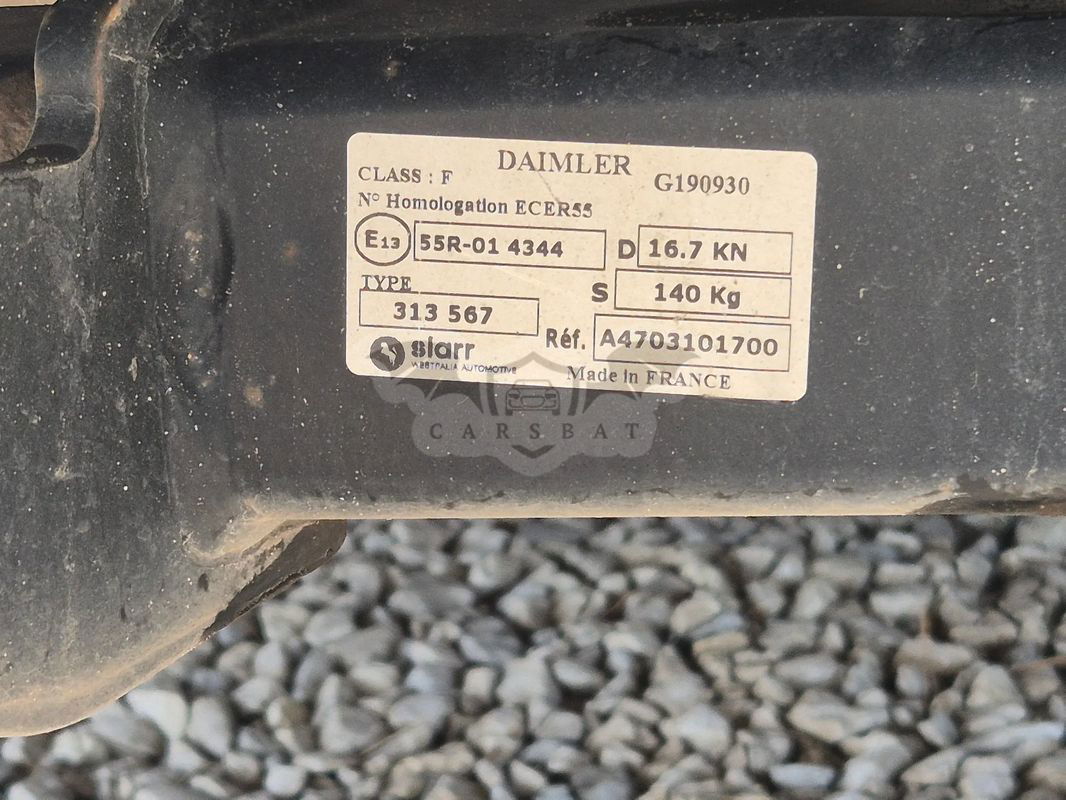 DAIMLER
CLASS : F
G190930
N° Homologation ECER55
E13
55R-01 4344
D 16.7 KN
TYPE
S 140 Kg
313 567
Réf. A4703101700
siarr
WESTFALIA AUTOMOTIVE
Made in FRANCE
CARSBAT